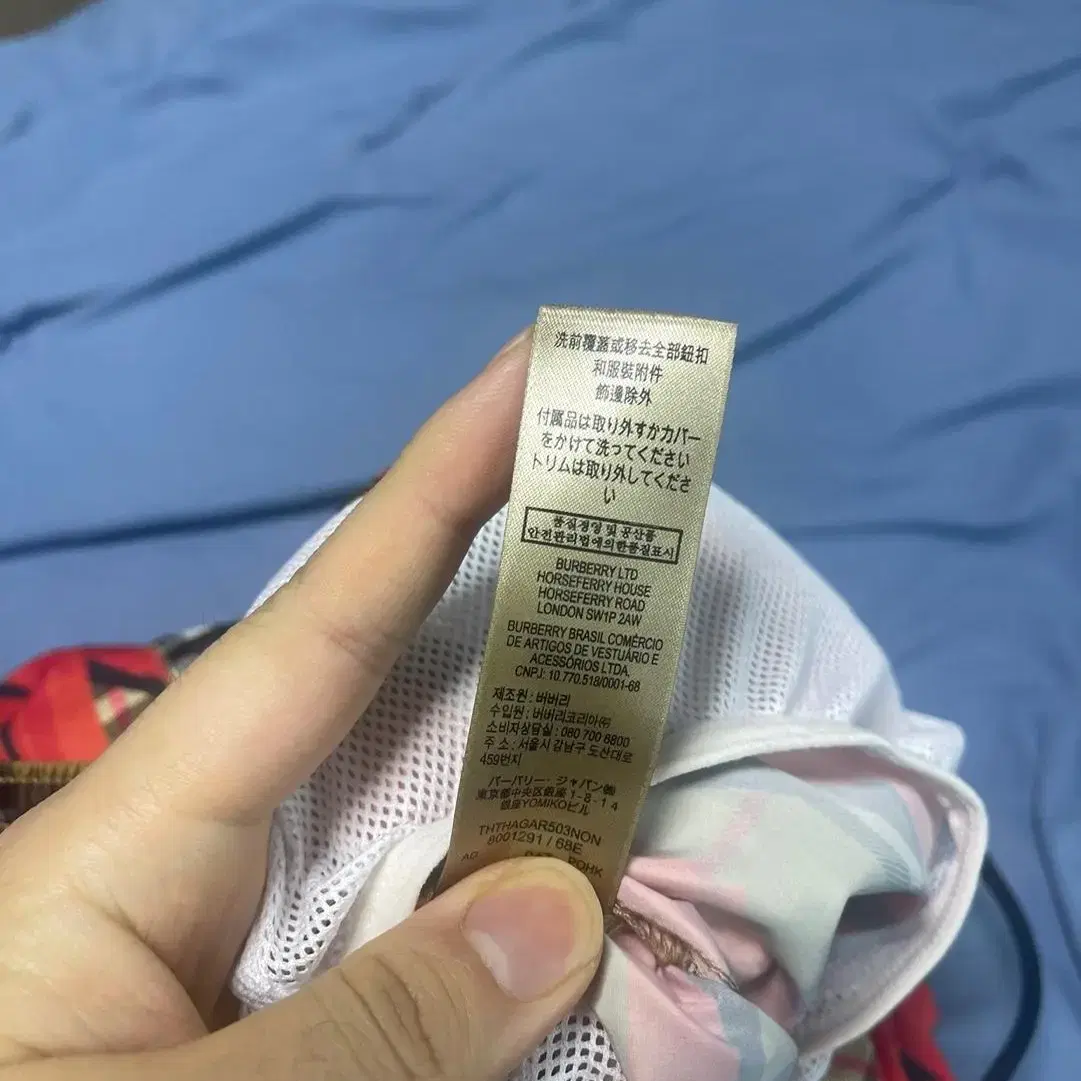 洗前覆蓋或移去全部鈕扣
和服裝附件
飾邊除外
付属品は取り外すかカバー
をかけて洗ってください
トリムは取り外してくださ
い
품질경영 및 공산품
안전관리법에의한품질표시
BURBERRY LTD
HORSEFERRY HOUSE
HORSEFERRY ROAD
LONDON SW1P 2AW
BURBERRY BRASIL COMÉRCIO
DE ARTIGOS DE VESTUÁRIO E
ACESSÓRIOS LTDA.
CNPJ: 10.770.518/0001-68
제조원 : 버버리
수입원 : 버버리코리아㈜
소비자상담실 : 080 700 6800
주 소 : 서울시 강남구 도산대로
459번지
バーバリー・ジャパン㈱
東京都中央区銀座 1-8-14
銀座YOMIKOビル
THTHAGAR503NON
8001291 / 68E